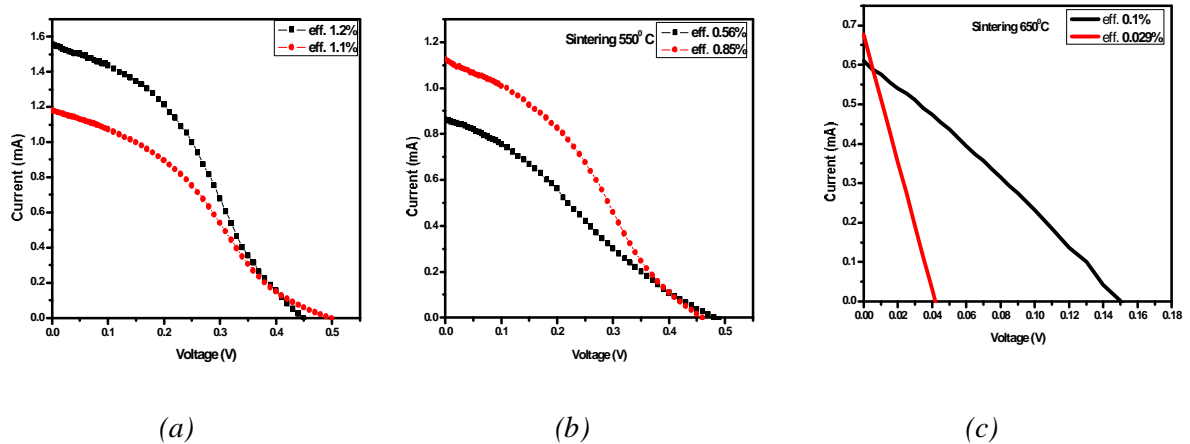 eff. 1.2%
eff. 1.1%
1.6
1.4
1.2
1.0
0.8
0.6
0.4
0.2
0.0
Current (mA)
0.0 0.1 0.2 0.3 0.4 0.5
Voltage (V)
(a)
Sintering 550⁰ C
eff. 0.56%
eff. 0.85%
1.2
1.0
0.8
0.6
0.4
0.2
0.0
Current (mA)
0.0 0.1 0.2 0.3 0.4 0.5
Voltage (V)
(b)
Sintering 650⁰C
eff. 0.1%
eff. 0.029%
0.7
0.6
0.5
0.4
0.3
0.2
0.1
0.0
Current (mA)
0.00 0.02 0.04 0.06 0.08 0.10 0.12 0.14 0.16 0.18
Voltage (V)
(c)